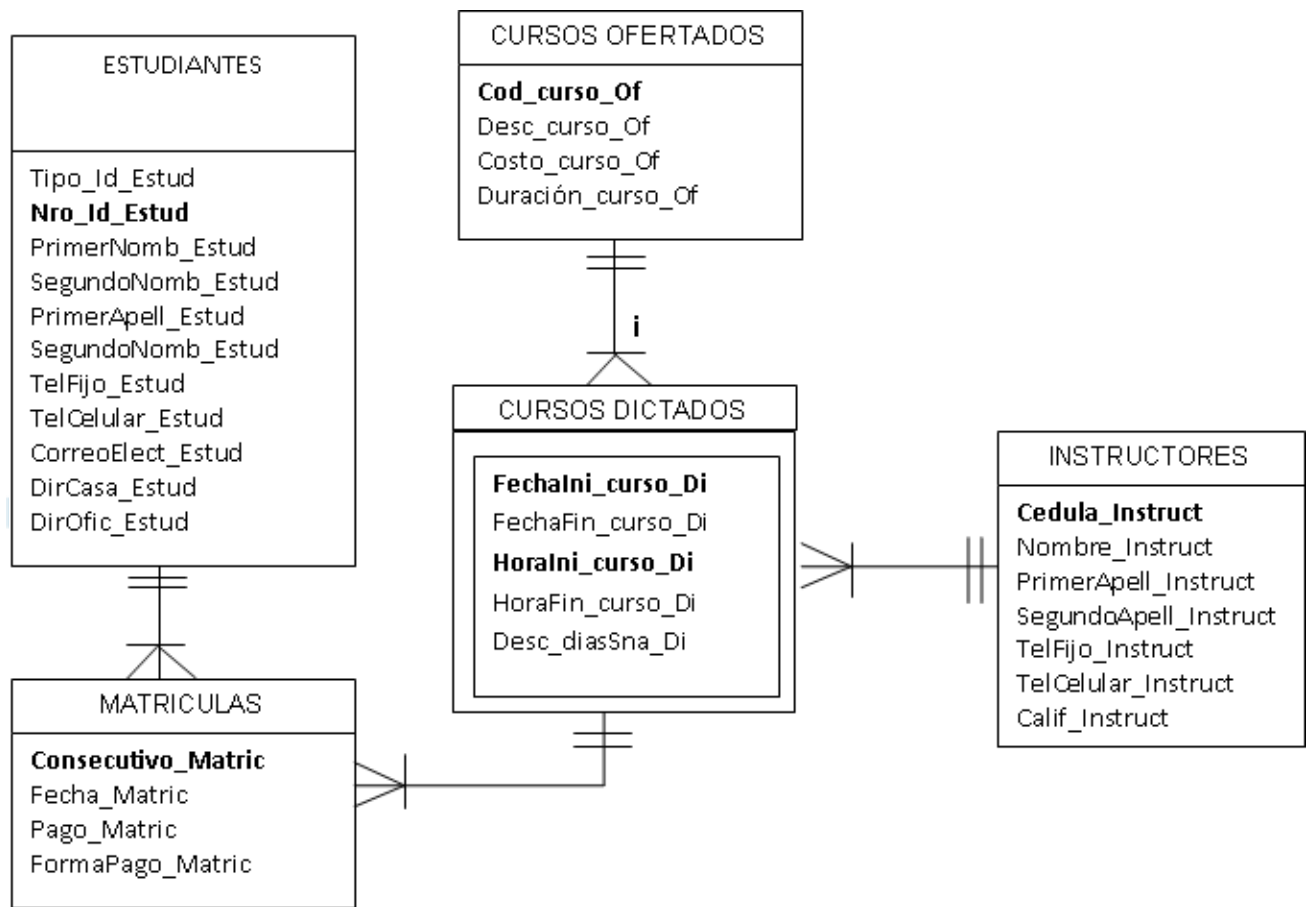 ESTUDIANTES
Tipo_Id_Estud
Nro_Id_Estud
PrimerNomb_Estud
SegundoNomb_Estud
PrimerApell_Estud
SegundoNomb_Estud
TelFijo_Estud
TelCelular_Estud
CorreoElect_Estud
DirCasa_Estud
DirOfic_Estud
CURSOS OFERTADOS
Cod_curso_Of
Desc_curso_Of
Costo_curso_Of
Duración_curso_Of
i
CURSOS DICTADOS
FechaIni_curso_Di
FechaFin_curso_Di
HoraIni_curso_Di
HoraFin_curso_Di
Desc_diasSna_Di
INSTRUCTORES
Cedula_Instruct
Nombre_Instruct
PrimerApell_Instruct
SegundoApell_Instruct
TelFijo_Instruct
TelCelular_Instruct
Calif_Instruct
MATRICULAS
Consecutivo_Matric
Fecha_Matric
Pago_Matric
FormaPago_Matric